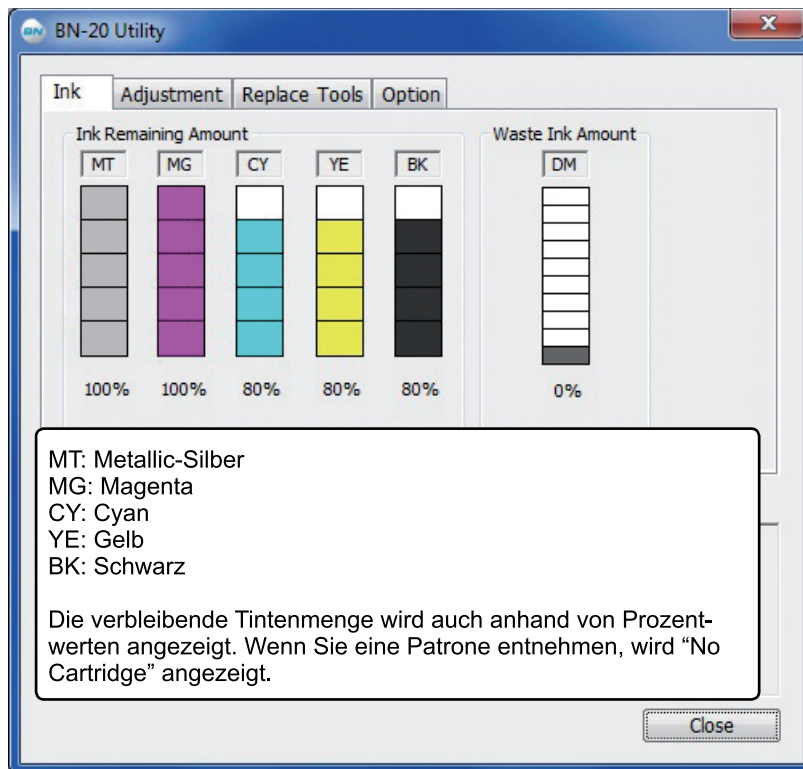 BN-20 Utility
Ink Adjustment Replace Tools Option
Ink Remaining Amount Waste Ink Amount
MT MG CY YE BK DM
100% 100% 80% 80% 80% 0%
MT: Metallic-Silber
MG: Magenta
CY: Cyan
YE: Gelb
BK: Schwarz
Die verbleibende Tintenmenge wird auch anhand von Prozent-
werten angezeigt. Wenn Sie eine Patrone entnehmen, wird “No
Cartridge” angezeigt.
Close